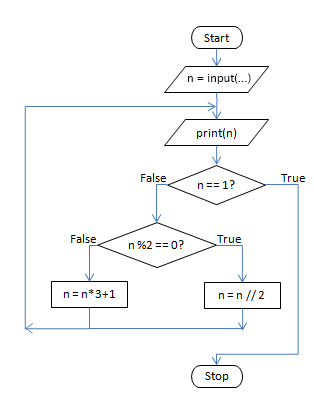 Start
n = input(...)
print(n)
n == 1?
False
True
n %2 == 0?
False
True
n = n*3+1
n = n // 2
Stop